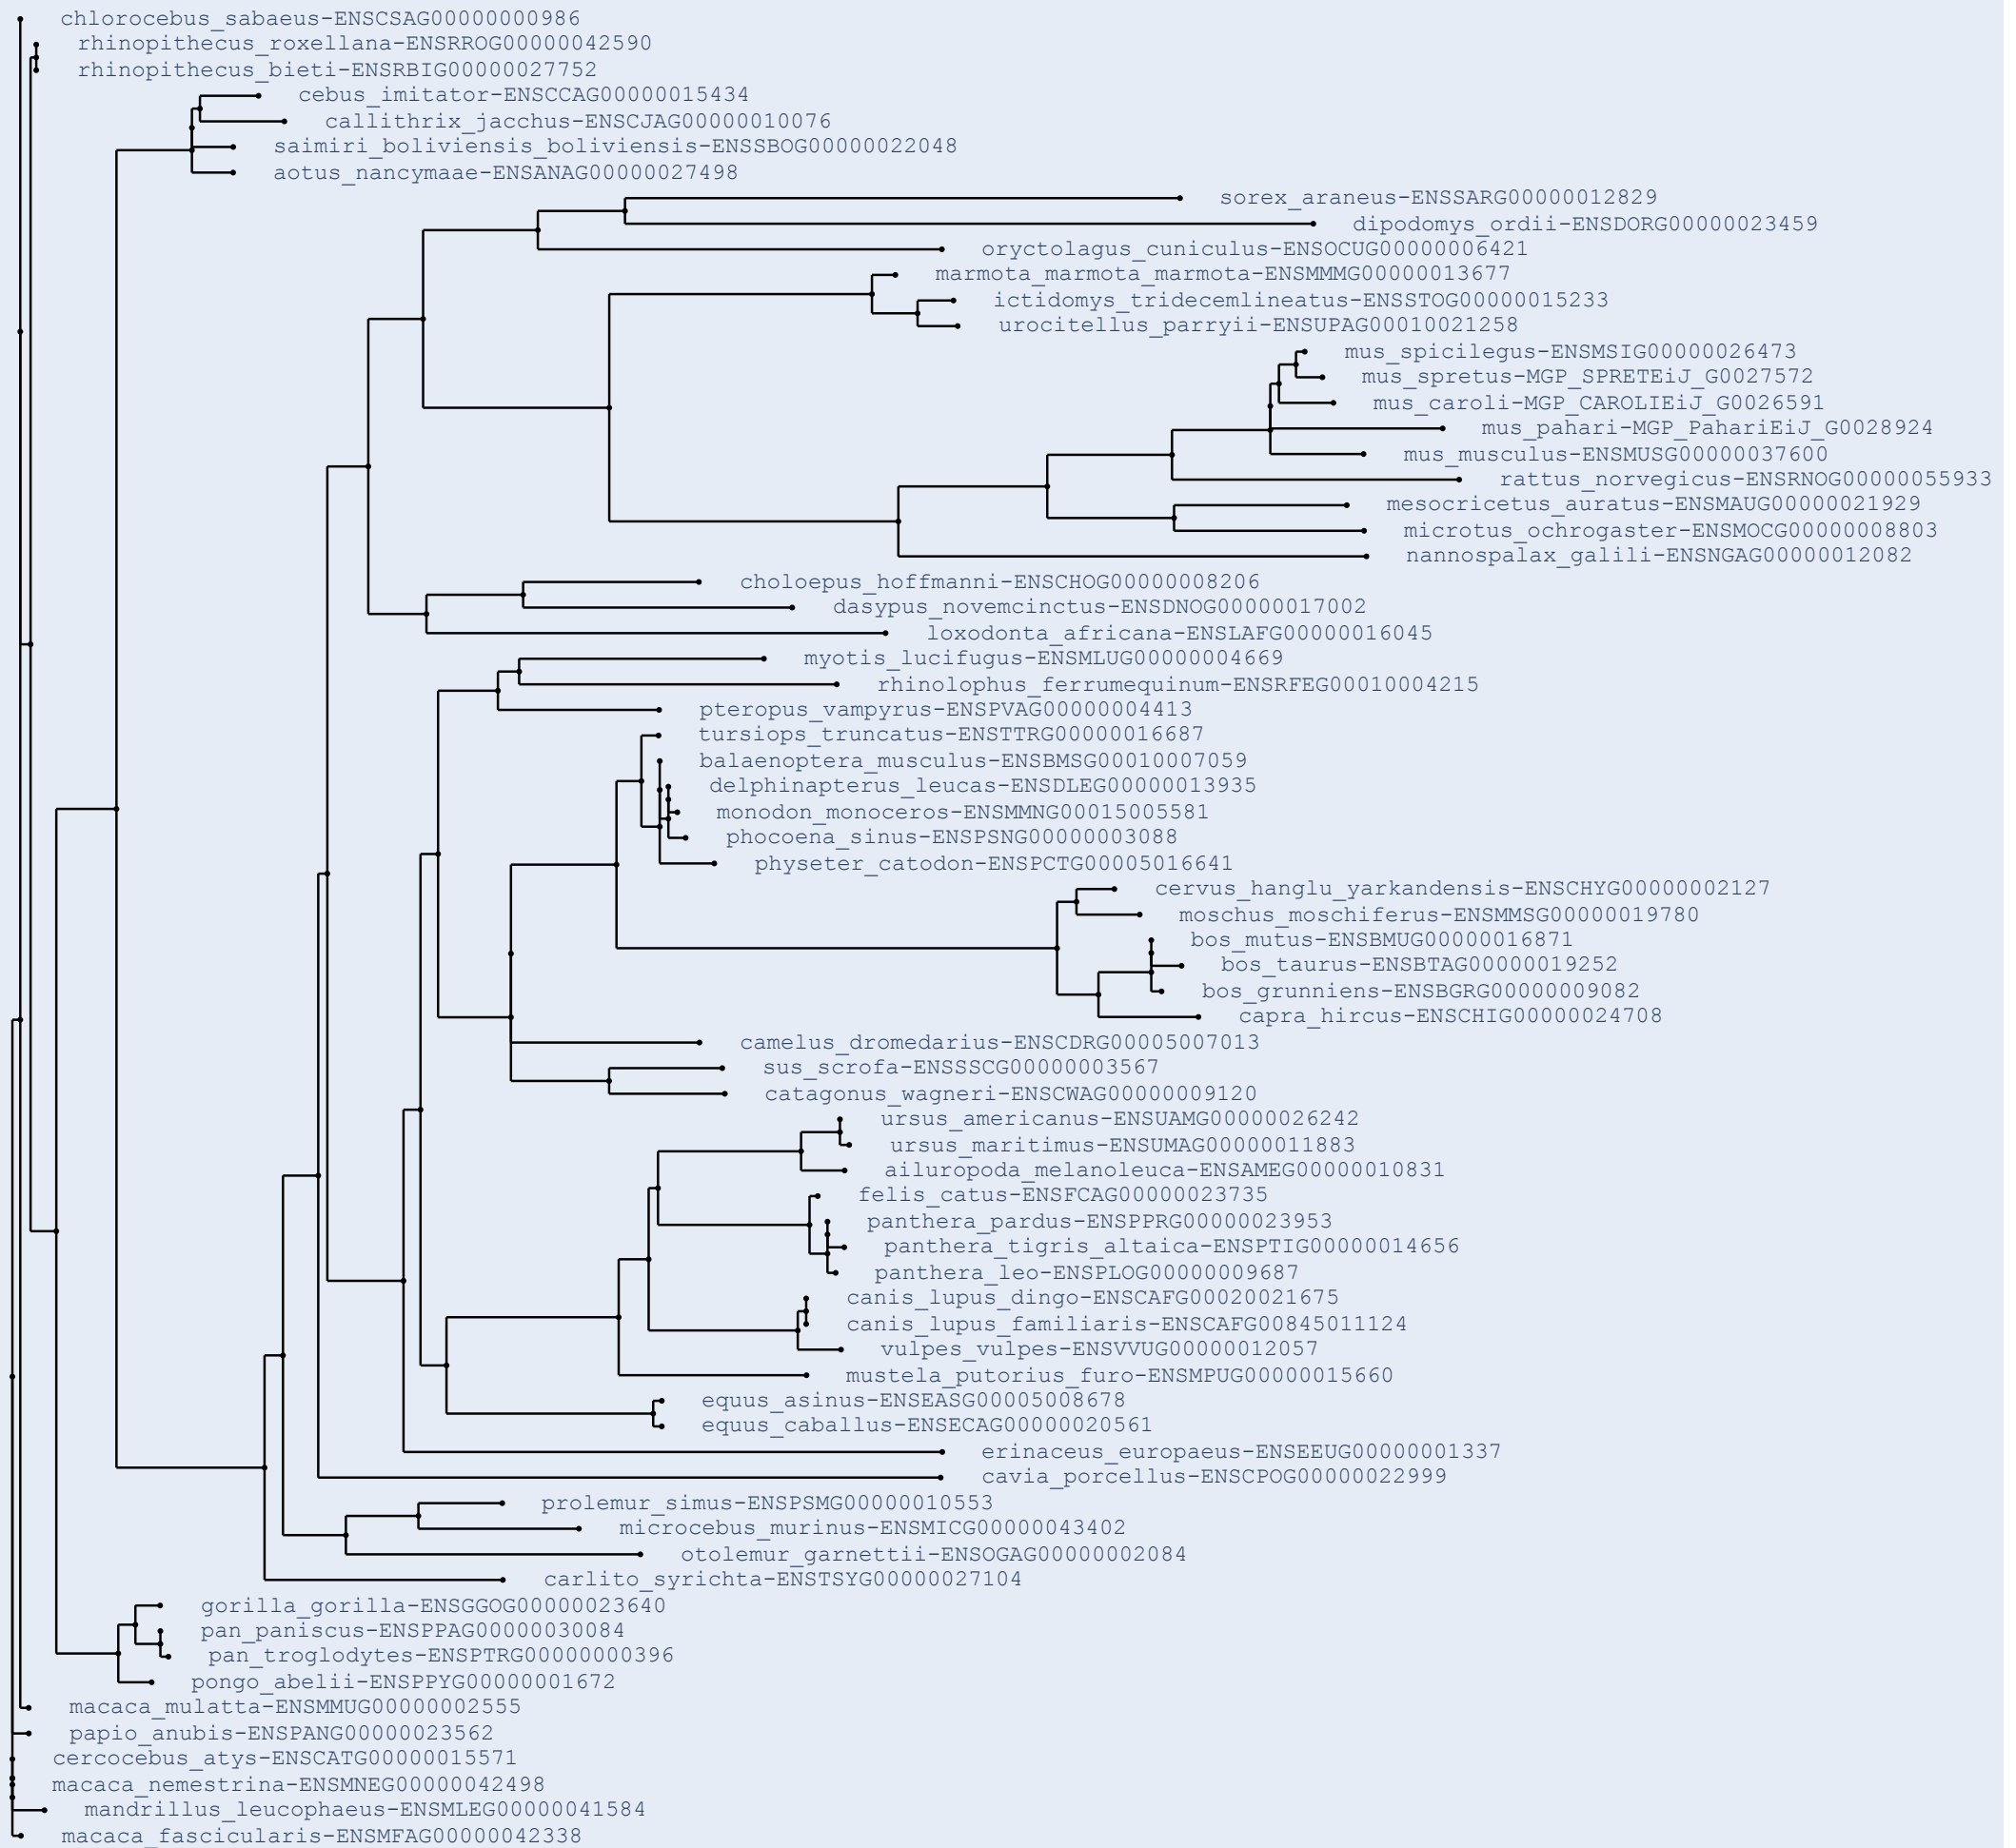 chlorocebus_sabaeus-ENSCSAG00000000986
rhinopithecus_roxellana-ENSRROG00000042590
rhinopithecus_bieti-ENSRBIG00000027752
cebus_imitator-ENSCCAG00000015434
callithrix_jacchus-ENSCJAG00000010076
saimiri_boliviensis_boliviensis-ENSSBOG00000022048
aotus_nancymaae-ENSANAG00000027498
sorex_araneus-ENSSARG00000012829
dipodomys_ordii-ENSDORG00000023459
oryctolagus_cuniculus-ENSOCUG00000006421
marmota_marmota_marmota-ENSMMMG00000013677
ictidomys_tridecemlineatus-ENSSTOG00000015233
urocitellus_parryii-ENSUPAG00010021258
mus_spicilegus-ENSMSIG00000026473
mus_spretus-MGP_SPRETEiJ_G0027572
mus_caroli-MGP_CAROLIEiJ_G0026591
mus_pahari-MGP_PahariEiJ_G0028924
mus_musculus-ENSMUSG00000037600
rattus_norvegicus-ENSRNOG00000055933
mesocricetus_auratus-ENSMAUG00000021929
microtus_ochrogaster-ENSMOCG00000008803
nannospalax_galili-ENSNGAG00000012082
choloepus_hoffmanni-ENSCHOG00000008206
dasypus_novemcinctus-ENSDNOG00000017002
loxodonta_africana-ENSLAFG00000016045
myotis_lucifugus-ENSMLUG00000004669
rhinolophus_ferrumequinum-ENSRFEG00010004215
pteropus_vampyrus-ENSPVAG00000004413
tursiops_truncatus-ENSTTRG00000016687
balaenoptera_musculus-ENSBMSG00010007059
delphinapterus_leucas-ENSDLEG00000013935
monodon_monoceros-ENSMMNG00015005581
phocoena_sinus-ENSPSNG00000003088
physeter_catodon-ENSPCTG00005016641
cervus_hanglu_yarkandensis-ENSCHYG00000002127
moschus_moschiferus-ENSMMSG00000019780
bos_mutus-ENSBMUG00000016871
bos_taurus-ENSBTAG00000019252
bos_grunniens-ENSBGRG00000009082
capra_hircus-ENSCHIG00000024708
camelus_dromedarius-ENSCDRG00005007013
sus_scrofa-ENSSSCG00000003567
catagonus_wagneri-ENSCWAG00000009120
ursus_americanus-ENSUAMG00000026242
ursus_maritimus-ENSUMAG00000011883
ailuropoda_melanoleuca-ENSAMEG00000010831
felis_catus-ENSFCAG00000023735
panthera_pardus-ENSPPRG00000023953
panthera_tigris_altaica-ENSPTIG00000014656
panthera_leo-ENSPLOG00000009687
canis_lupus_dingo-ENSCAFG00020021675
canis_lupus_familiaris-ENSCAFG00845011124
vulpes_vulpes-ENSVVUG00000012057
mustela_putorius_furo-ENSMPUG00000015660
equus_asinus-ENSEASG00005008678
equus_caballus-ENSECAG00000020561
erinaceus_europaeus-ENSEEUG00000001337
cavia_porcellus-ENSCPOG00000022999
prolemur_simus-ENSPSMG00000010553
microcebus_murinus-ENSMICG00000043402
otolemur_garnettii-ENSOGAG00000002084
carlito_syrichta-ENSTSYG00000027104
gorilla_gorilla-ENSGGOG00000023640
pan_paniscus-ENSPPAG00000030084
pan_troglodytes-ENSPTRG00000000396
pongo_abelii-ENSPPYG00000001672
macaca_mulatta-ENSMMUG00000002555
papio_anubis-ENSPANG00000023562
cercocebus_atys-ENSCATG00000015571
macaca_nemestrina-ENSMNEG00000042498
mandrillus_leucophaeus-ENSMLEG00000041584
macaca_fascicularis-ENSMFAG00000042338